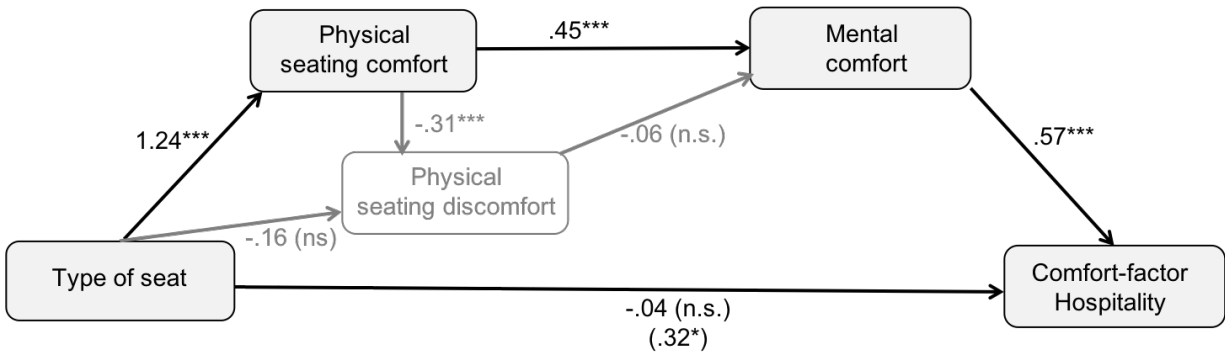 Physical
seating comfort
.45***
Mental
comfort
1.24***
-.31***
-.06 (n.s.)
.57***
Physical
seating discomfort
-.16 (ns)
Type of seat
Comfort-factor
Hospitality
-.04 (n.s.)
(.32*)